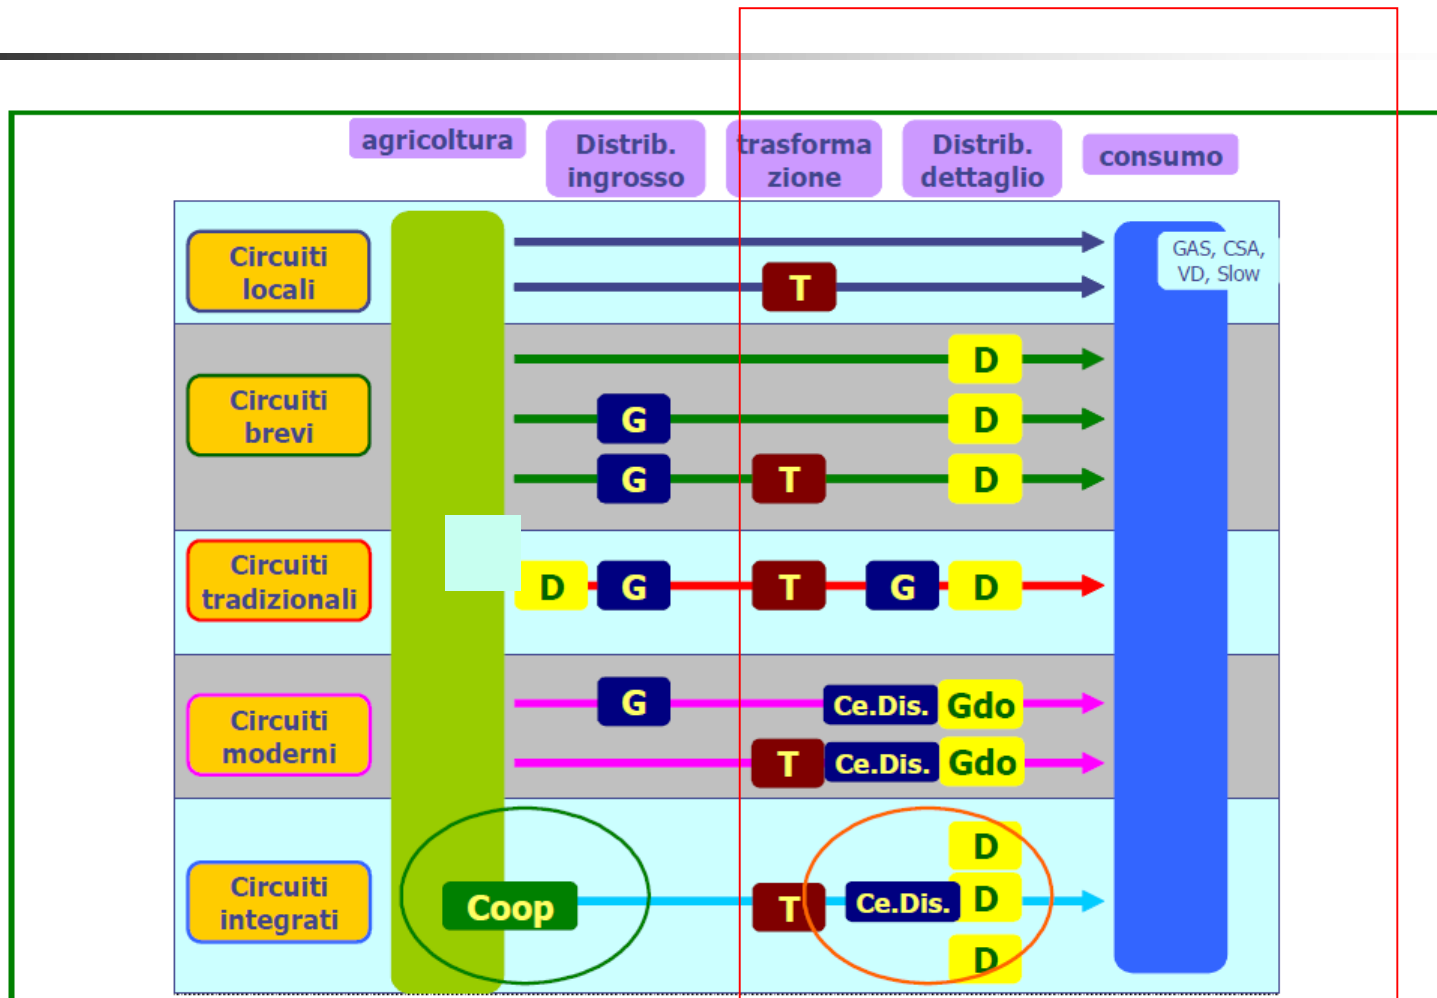 agricoltura
Distrib.
ingrosso
trasforma
zione
Distrib.
dettaglio
consumo
Circuiti
locali
T
GAS, CSA,
VD, Slow
Circuiti
brevi
D
G D
G T D
Circuiti
tradizionali
D G T G D
Circuiti
moderni
G Ce.Dis. Gdo
T Ce.Dis. Gdo
Circuiti
integrati
D
Coop T Ce.Dis. D
D